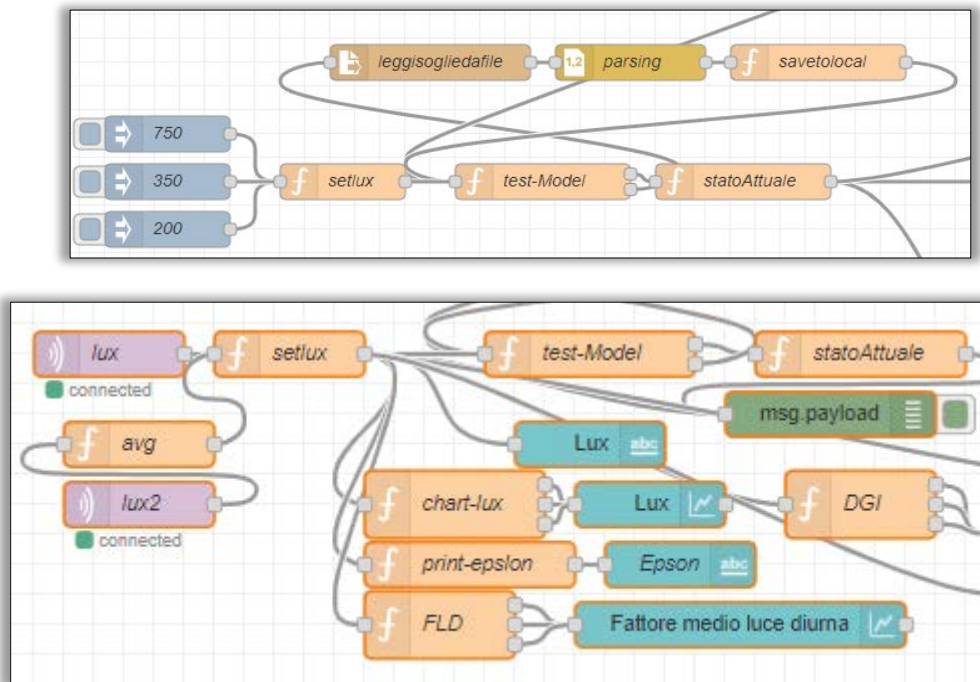 leggisogliedafile
1,2
parsing
savetolocal
750
350
setlux
test-Model
statoAttuale
200
lux
setlux
test-Model
statoAttuale
connected
avg
Lux
abc
msg.payload
lux2
chart-lux
Lux
DGI
connected
print-epslon
Epson
abc
FLD
Fattore medio luce diurna